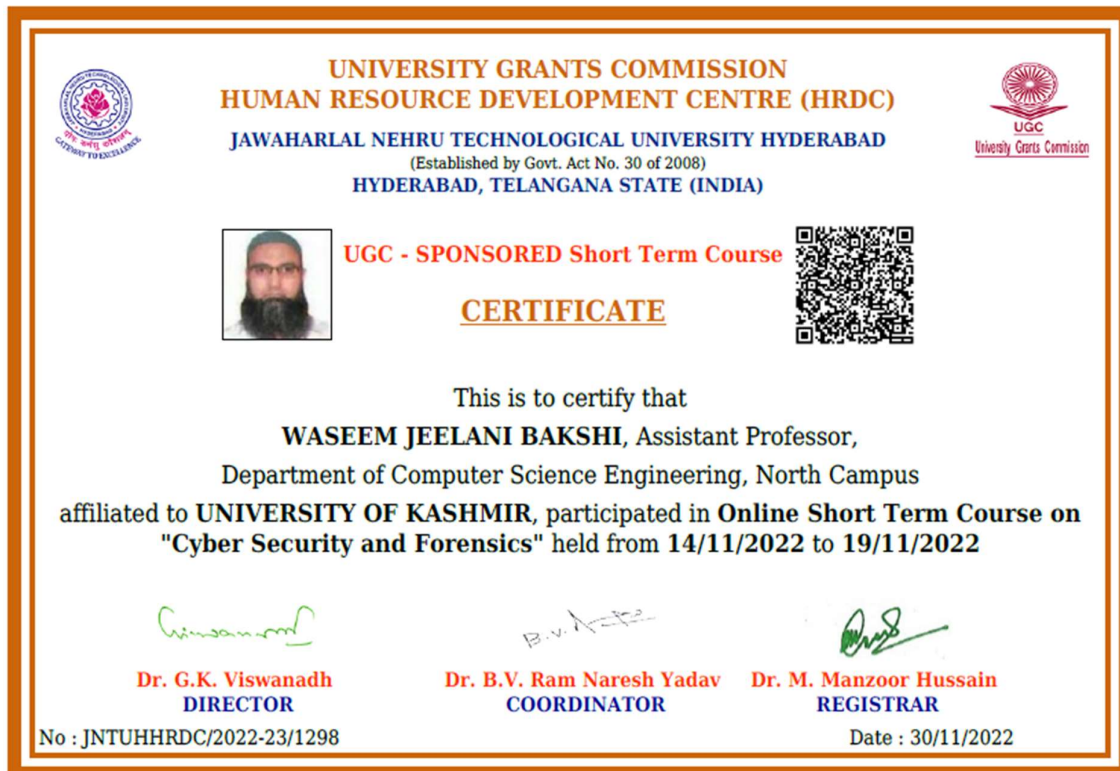 UNIVERSITY GRANTS COMMISSION
HUMAN RESOURCE DEVELOPMENT CENTRE (HRDC)
JAWAHARLAL NEHRU TECHNOLOGICAL UNIVERSITY HYDERABAD
(Established by Govt. Act No. 30 of 2008)
HYDERABAD, TELANGANA STATE (INDIA)
GATEWAY TO EXCELLENCE
UGC
University Grants Commission
UGC - SPONSORED Short Term Course
CERTIFICATE
This is to certify that
WASEEM JEELANI BAKSHI, Assistant Professor,
Department of Computer Science Engineering, North Campus
affiliated to UNIVERSITY OF KASHMIR, participated in Online Short Term Course on
"Cyber Security and Forensics" held from 14/11/2022 to 19/11/2022
B.V.
Dr. G.K. Viswanadh
DIRECTOR
Dr. B.V. Ram Naresh Yadav
COORDINATOR
Dr. M. Manzoor Hussain
REGISTRAR
No : JNTUHHRDC/2022-23/1298
Date : 30/11/2022